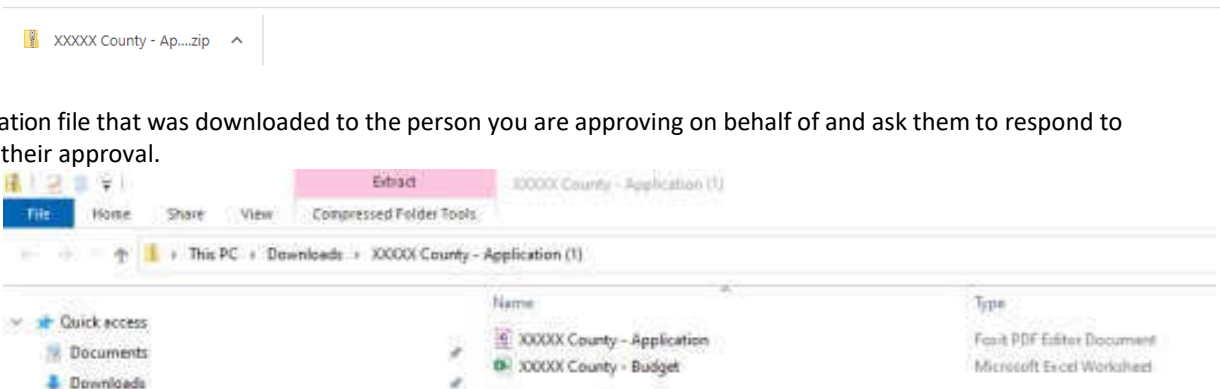 XXXXX County - Ap....zip
ation file that was downloaded to the person you are approving on behalf of and ask them to respond to
their approval.
Extract XXXXX County - Application (1)
File Home Share View Compressed Folder Tools
This PC Downloads XXXXX County - Application (1)
Name Type
Quick access
XXXXX County - Application Foxit PDF Editor Document
Documents
XXXXX County - Budget Microsoft Excel Worksheet
Downloads